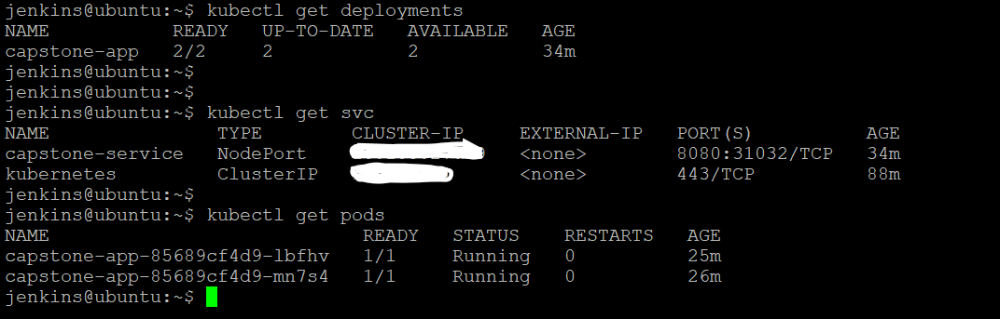 jenkins@ubuntu:~$ kubectl get deployments
NAME READY UP-TO-DATE AVAILABLE AGE
capstone-app 2/2 2 2 34m
jenkins@ubuntu:~$
jenkins@ubuntu:~$
jenkins@ubuntu:~$ kubectl get svc
NAME TYPE CLUSTER-IP EXTERNAL-IP PORT(S) AGE
capstone-service NodePort <none> 8080:31032/TCP 34m
kubernetes ClusterIP <none> 443/TCP 88m
jenkins@ubuntu:~$
jenkins@ubuntu:~$ kubectl get pods
NAME READY STATUS RESTARTS AGE
capstone-app-85689cf4d9-lbfhv 1/1 Running 0 25m
capstone-app-85689cf4d9-mn7s4 1/1 Running 0 26m
jenkins@ubuntu:~$